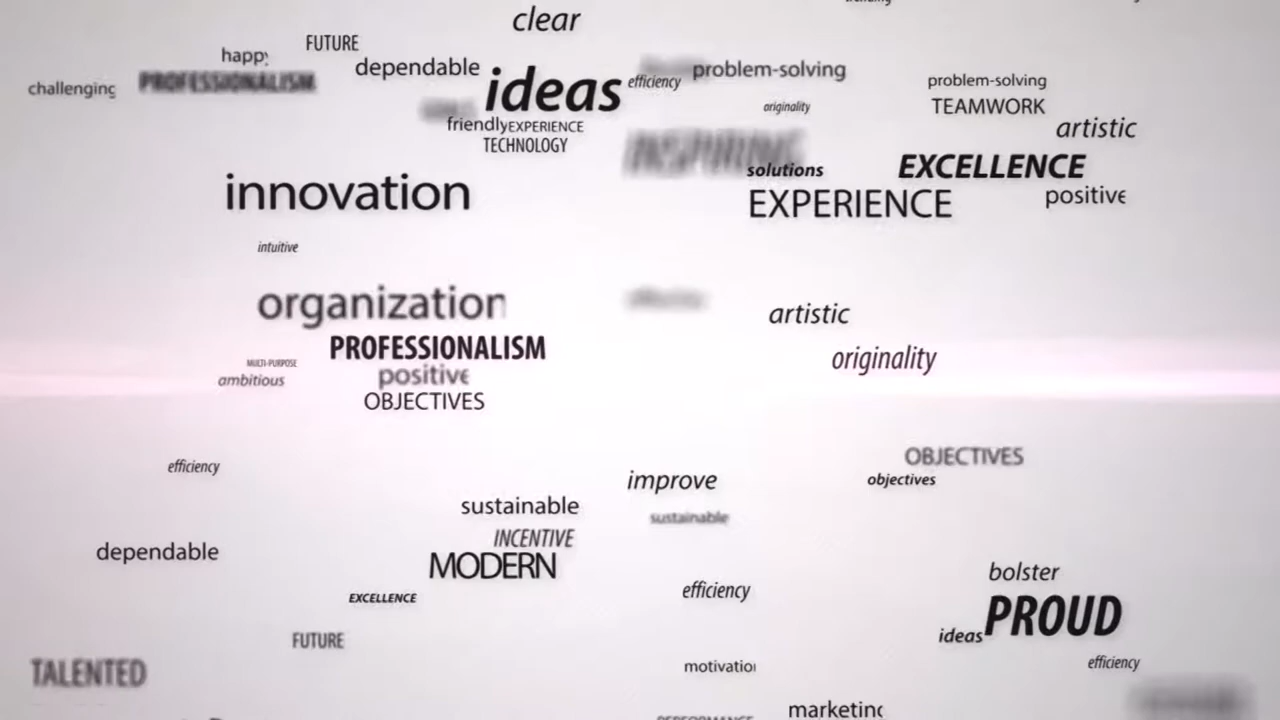 clear
FUTURE
happy
dependable
challenging
PROFESSIONALISM
ideas
efficiency
problem-solving
problem-solving
originality
TEAMWORK
friendly
EXPERIENCE
TECHNOLOGY
artistic
INSPIRING
solutions
EXCELLENCE
innovation
EXPERIENCE
positive
intuitive
organization
artistic
PROFESSIONALISM
originality
MULTI-PURPOSE
ambitious
positive
OBJECTIVES
efficiency
OBJECTIVES
improve
objectives
sustainable
sustainable
INCENTIVE
dependable
MODERN
bolster
efficiency
EXCELLENCE
PROUD
ideas
FUTURE
efficiency
TALENTED
motivation
marketing